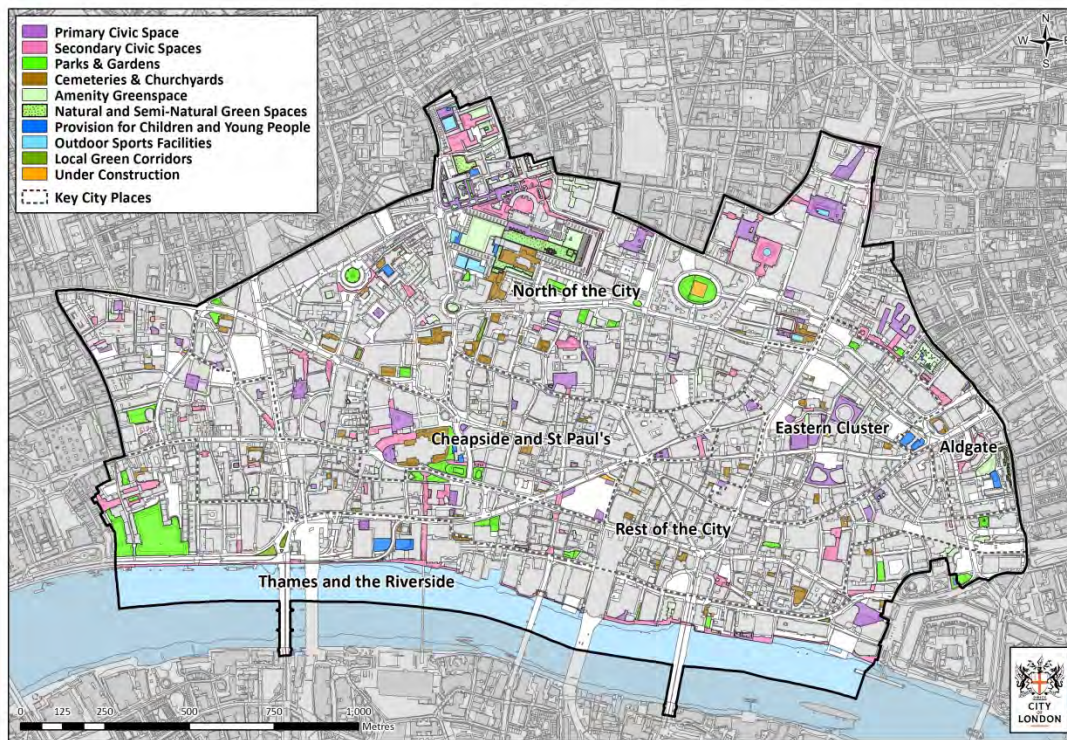 Primary Civic Space
Secondary Civic Spaces
Parks & Gardens
Cemeteries & Churchyards
Amenity Greenspace
Natural and Semi-Natural Green Spaces
Provision for Children and Young People
Outdoor Sports Facilities
Local Green Corridors
Under Construction
Key City Places
N
W E
S
North of the City
Cheapside and St Paul's
Eastern Cluster
Aldgate
Rest of the City
Thames and the Riverside
0 125 250 500 750 1,000
Metres
CITY
OF
LONDON